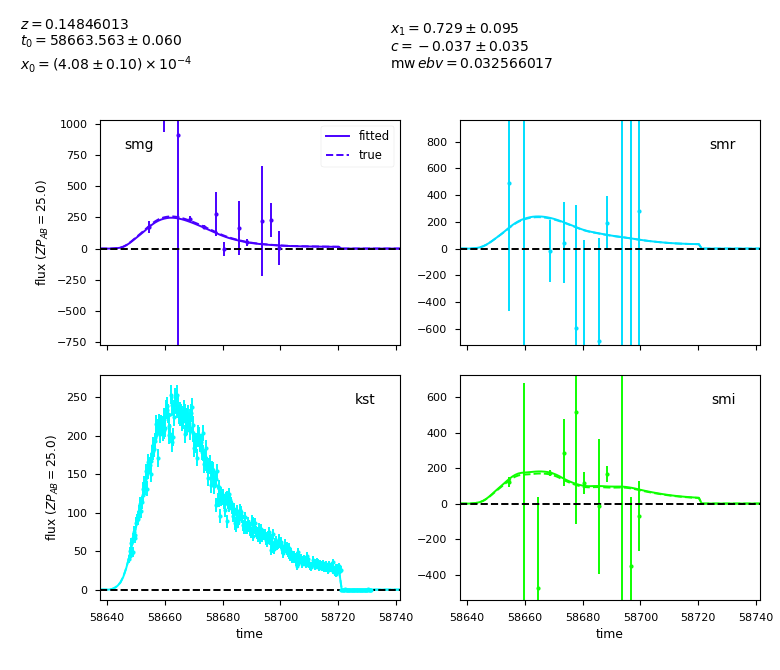 z = 0.14846013
t0 = 58663.563 ± 0.060
x0 = (4.08 ± 0.10) × 10^−4
x1 = 0.729 ± 0.095
c = −0.037 ± 0.035
mw ebv = 0.032566017
1000
750
500
250
0
−250
−500
−750
flux (ZP_AB = 25.0)
smg
fitted
true
800
600
400
200
0
−200
−400
−600
smr
250
200
150
100
50
0
flux (ZP_AB = 25.0)
kst
58640 58660 58680 58700 58720 58740
time
600
400
200
0
−200
−400
smi
58640 58660 58680 58700 58720 58740
time